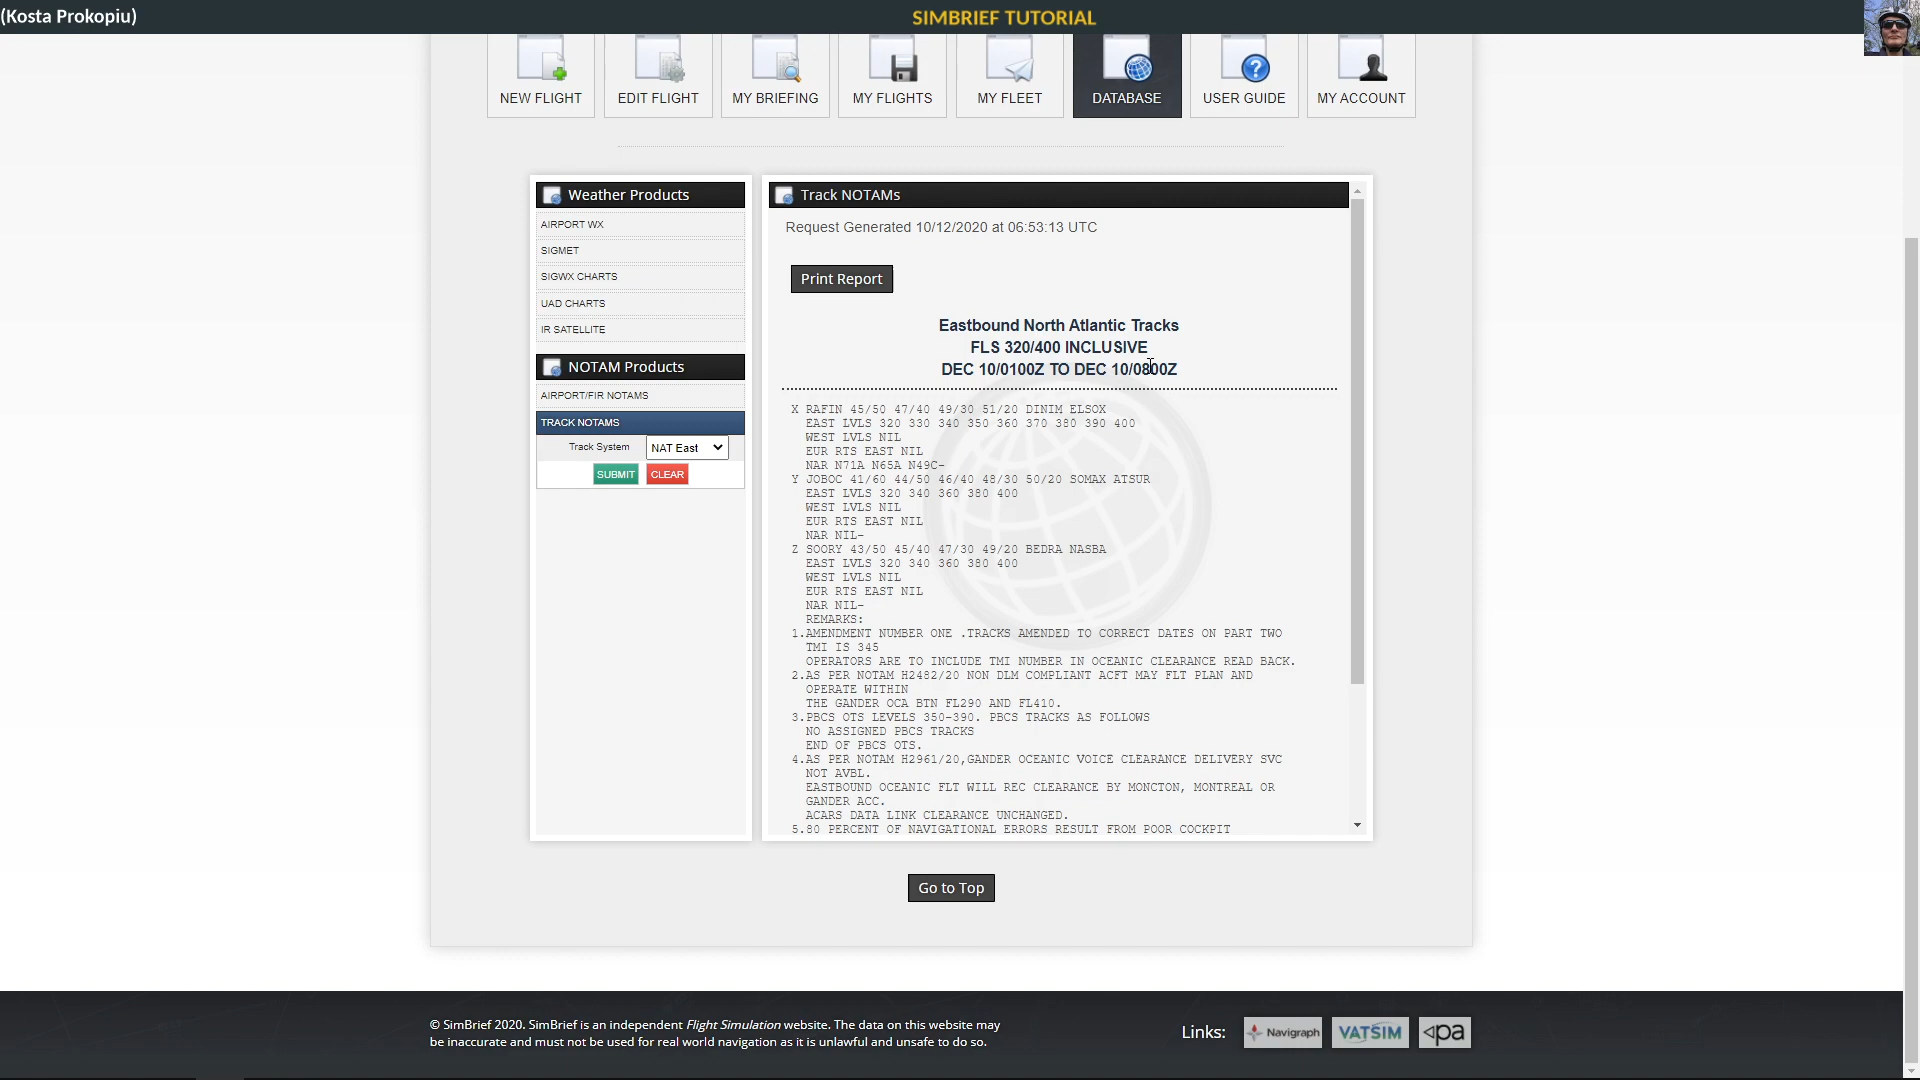 (Kosta Prokopiu)
SIMBRIEF TUTORIAL
NEW FLIGHT
EDIT FLIGHT
MY BRIEFING
MY FLIGHTS
MY FLEET
DATABASE
USER GUIDE
MY ACCOUNT
Weather Products
AIRPORT WX
SIGMET
SIGWX CHARTS
UAD CHARTS
IR SATELLITE
NOTAM Products
AIRPORT/FIR NOTAMS
TRACK NOTAMS
Track System NAT East
SUBMIT CLEAR
Track NOTAMs
Request Generated 10/12/2020 at 06:53:13 UTC
Print Report
Eastbound North Atlantic Tracks
FLS 320/400 INCLUSIVE
DEC 10/0100Z TO DEC 10/0800Z
X RAFIN 45/50 47/40 49/30 51/20 DINIM ELSOX
EAST LVLS 320 330 340 350 360 370 380 390 400
WEST LVLS NIL
EUR RTS EAST NIL
NAR N71A N65A N49C-
Y JOBOC 41/60 44/50 46/40 48/30 50/20 SOMAX ATSUR
EAST LVLS 320 340 360 380 400
WEST LVLS NIL
EUR RTS EAST NIL
NAR NIL-
Z SOORY 43/50 45/40 47/30 49/20 BEDRA NASBA
EAST LVLS 320 340 360 380 400
WEST LVLS NIL
EUR RTS EAST NIL
NAR NIL-
REMARKS:
1.AMENDMENT NUMBER ONE .TRACKS AMENDED TO CORRECT DATES ON PART TWO
TMI IS 345
OPERATORS ARE TO INCLUDE TMI NUMBER IN OCEANIC CLEARANCE READ BACK.
2.AS PER NOTAM H2482/20 NON DLM COMPLIANT ACFT MAY FLT PLAN AND
OPERATE WITHIN
THE GANDER OCA BTN FL290 AND FL410.
3.PBCS OTS LEVELS 350-390. PBCS TRACKS AS FOLLOWS
NO ASSIGNED PBCS TRACKS
END OF PBCS OTS.
4.AS PER NOTAM H2961/20,GANDER OCEANIC VOICE CLEARANCE DELIVERY SVC
NOT AVBL.
EASTBOUND OCEANIC FLT WILL REC CLEARANCE BY MONCTON, MONTREAL OR
GANDER ACC.
ACARS DATA LINK CLEARANCE UNCHANGED.
5.80 PERCENT OF NAVIGATIONAL ERRORS RESULT FROM POOR COCKPIT
Go to Top
© SimBrief 2020. SimBrief is an independent Flight Simulation website. The data on this website may
be inaccurate and must not be used for real world navigation as it is unlawful and unsafe to do so.
Links: Navigraph VATSIM <pa